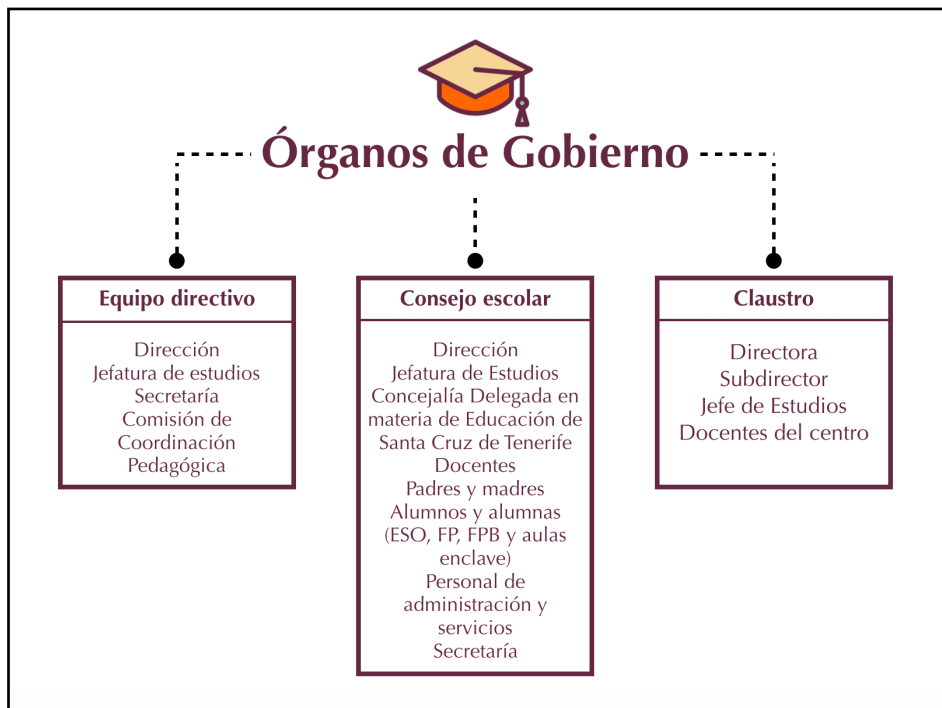 Órganos de Gobierno
Equipo directivo
Dirección
Jefatura de estudios
Secretaría
Comisión de
Coordinación
Pedagógica
Consejo escolar
Dirección
Jefatura de Estudios
Concejalía Delegada en
materia de Educación de
Santa Cruz de Tenerife
Docentes
Padres y madres
Alumnos y alumnas
(ESO, FP, FPB y aulas
enclave)
Personal de
administración y
servicios
Secretaría
Claustro
Directora
Subdirector
Jefe de Estudios
Docentes del centro